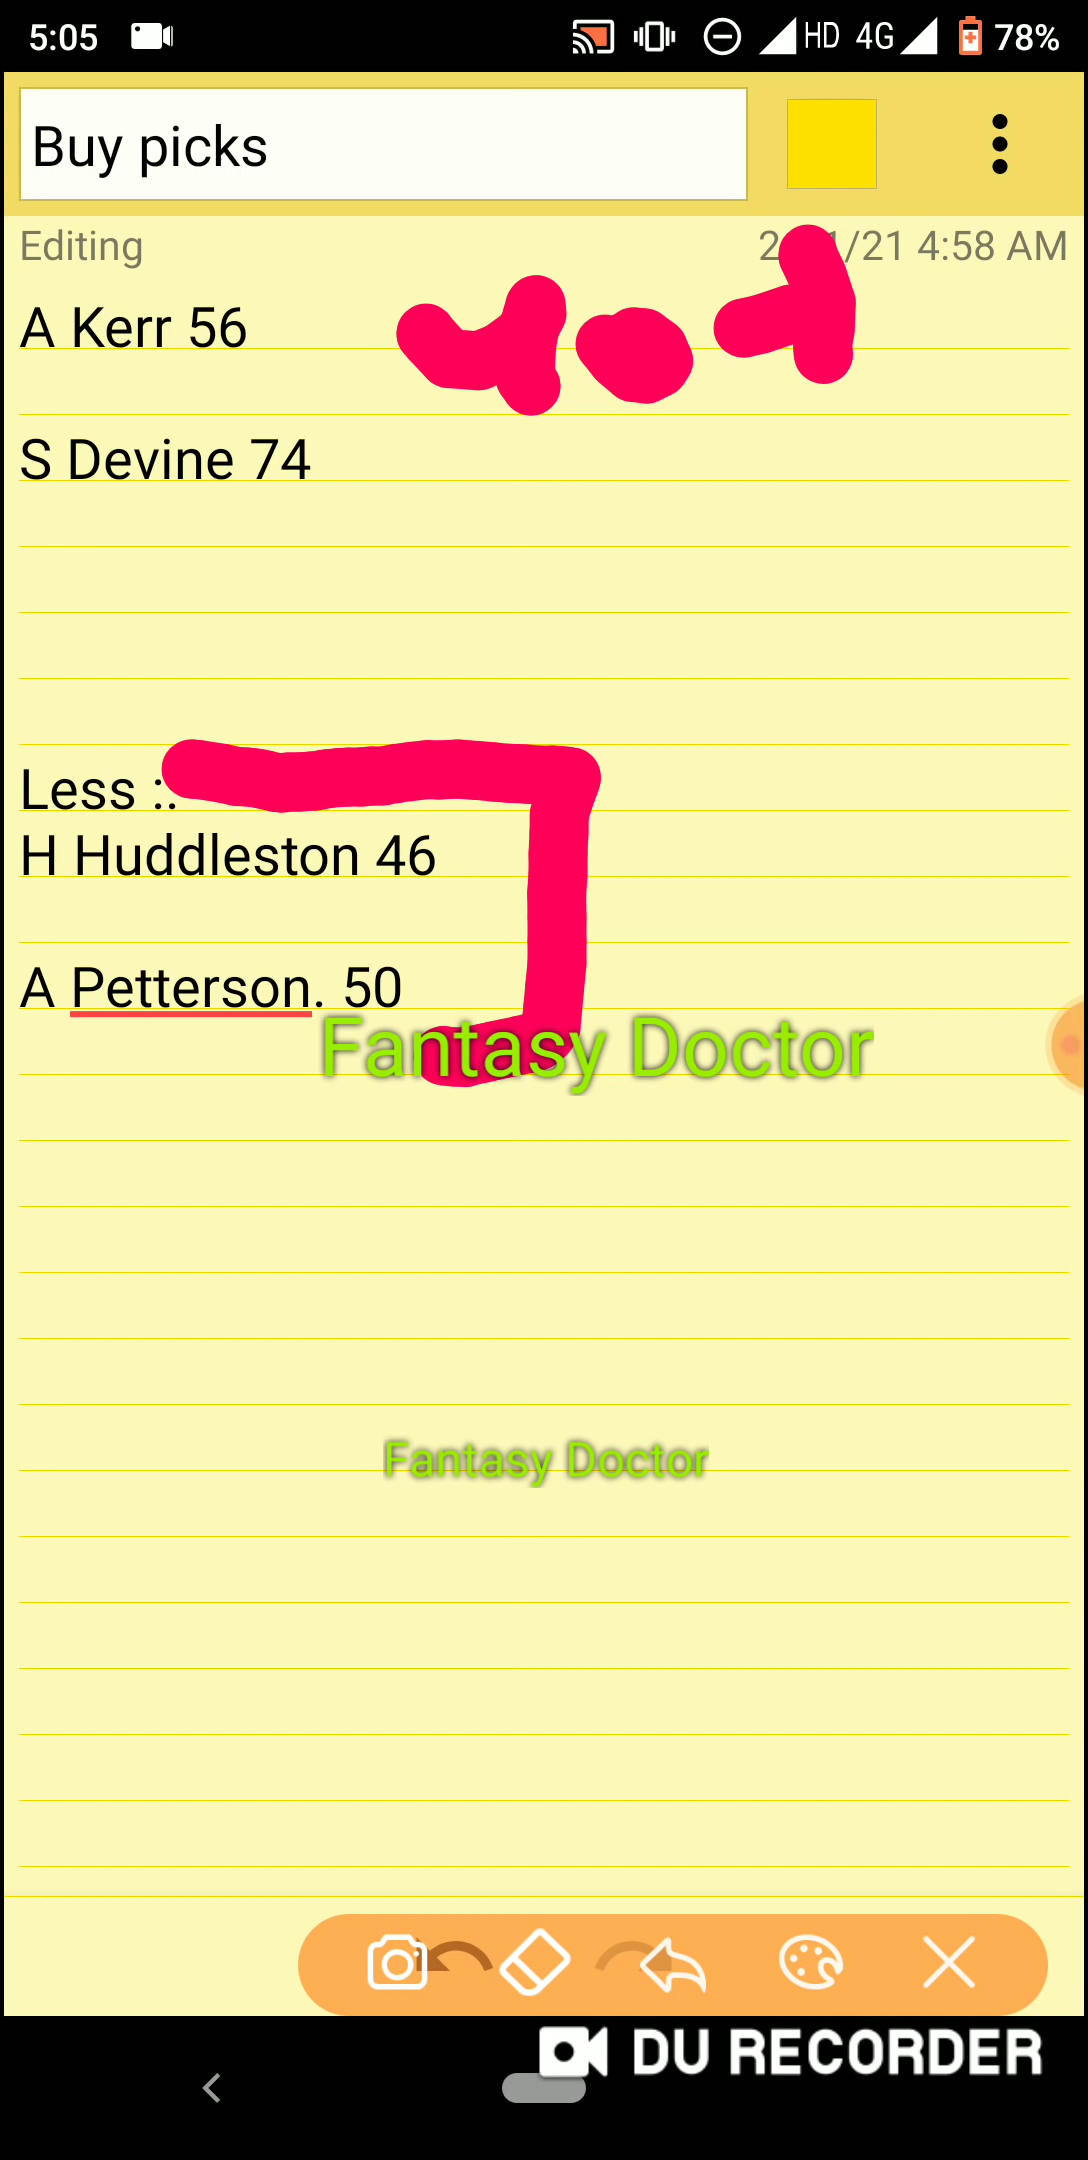 5:05 HD 4G 78%
Buy picks
Editing
/21 4:58 AM
A Kerr 56
S Devine 74
Less :.
H Huddleston 46
A Petterson. 50
Fantasy Doctor
Fantasy Doctor
DU RECORDER